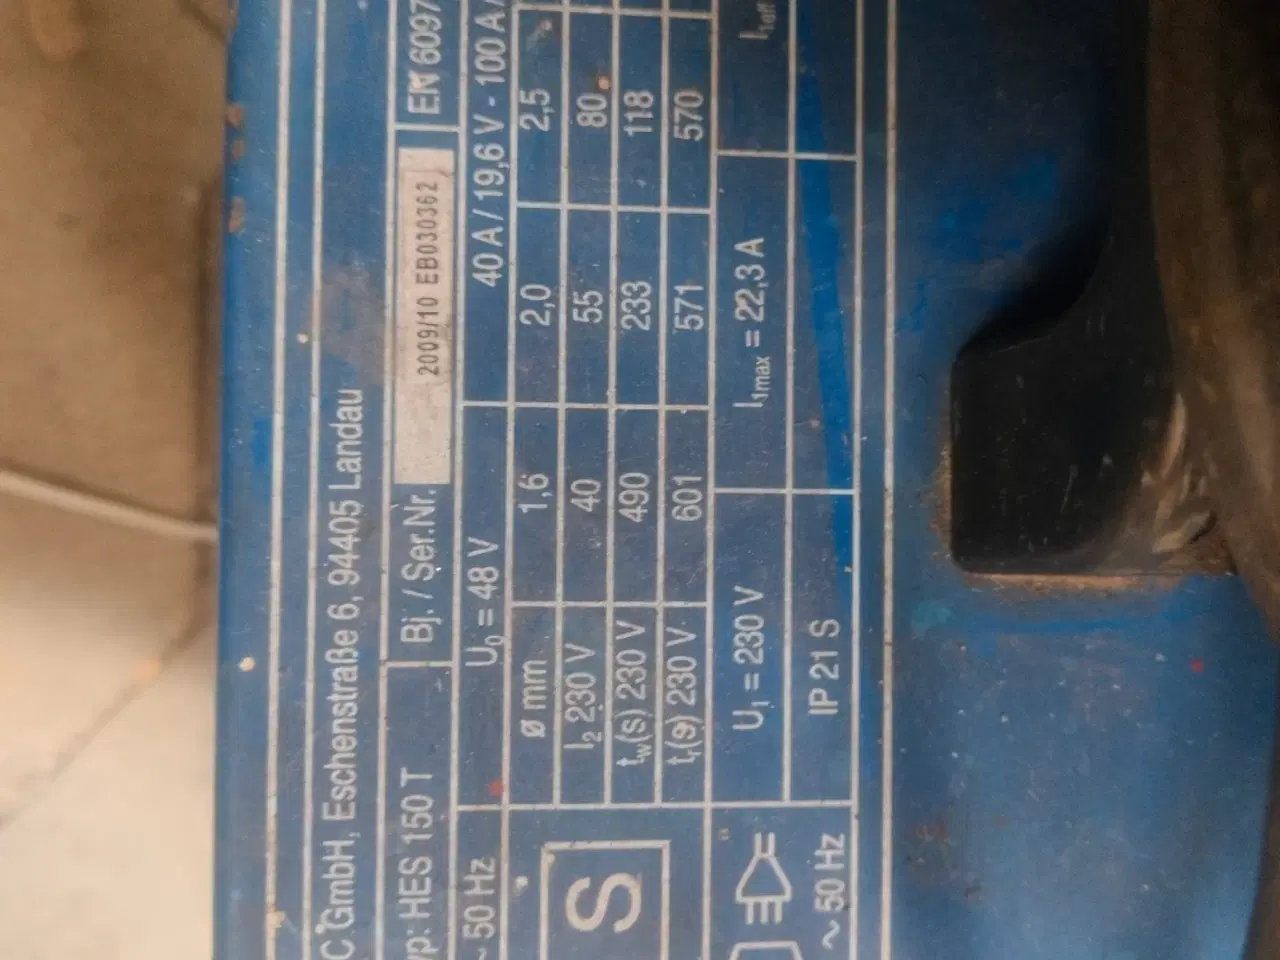 C. GmbH, Eschenstraße 6, 94405 Landau
yp: HES 150 T Bj. / Ser.Nr. 2009/10 EB030362 EN 6097
~ 50 Hz U₀ = 48 V 40 A / 19,6 V - 100 A /
ø mm 1,6 2,0 2,5
I₂ 230 V 40 55 80
S tw(s) 230 V 490 233 118
tr(s) 230 V 601 571 570
U₁ = 230 V I₁max = 22,3 A I₁eff
~ 50 Hz IP 21 S